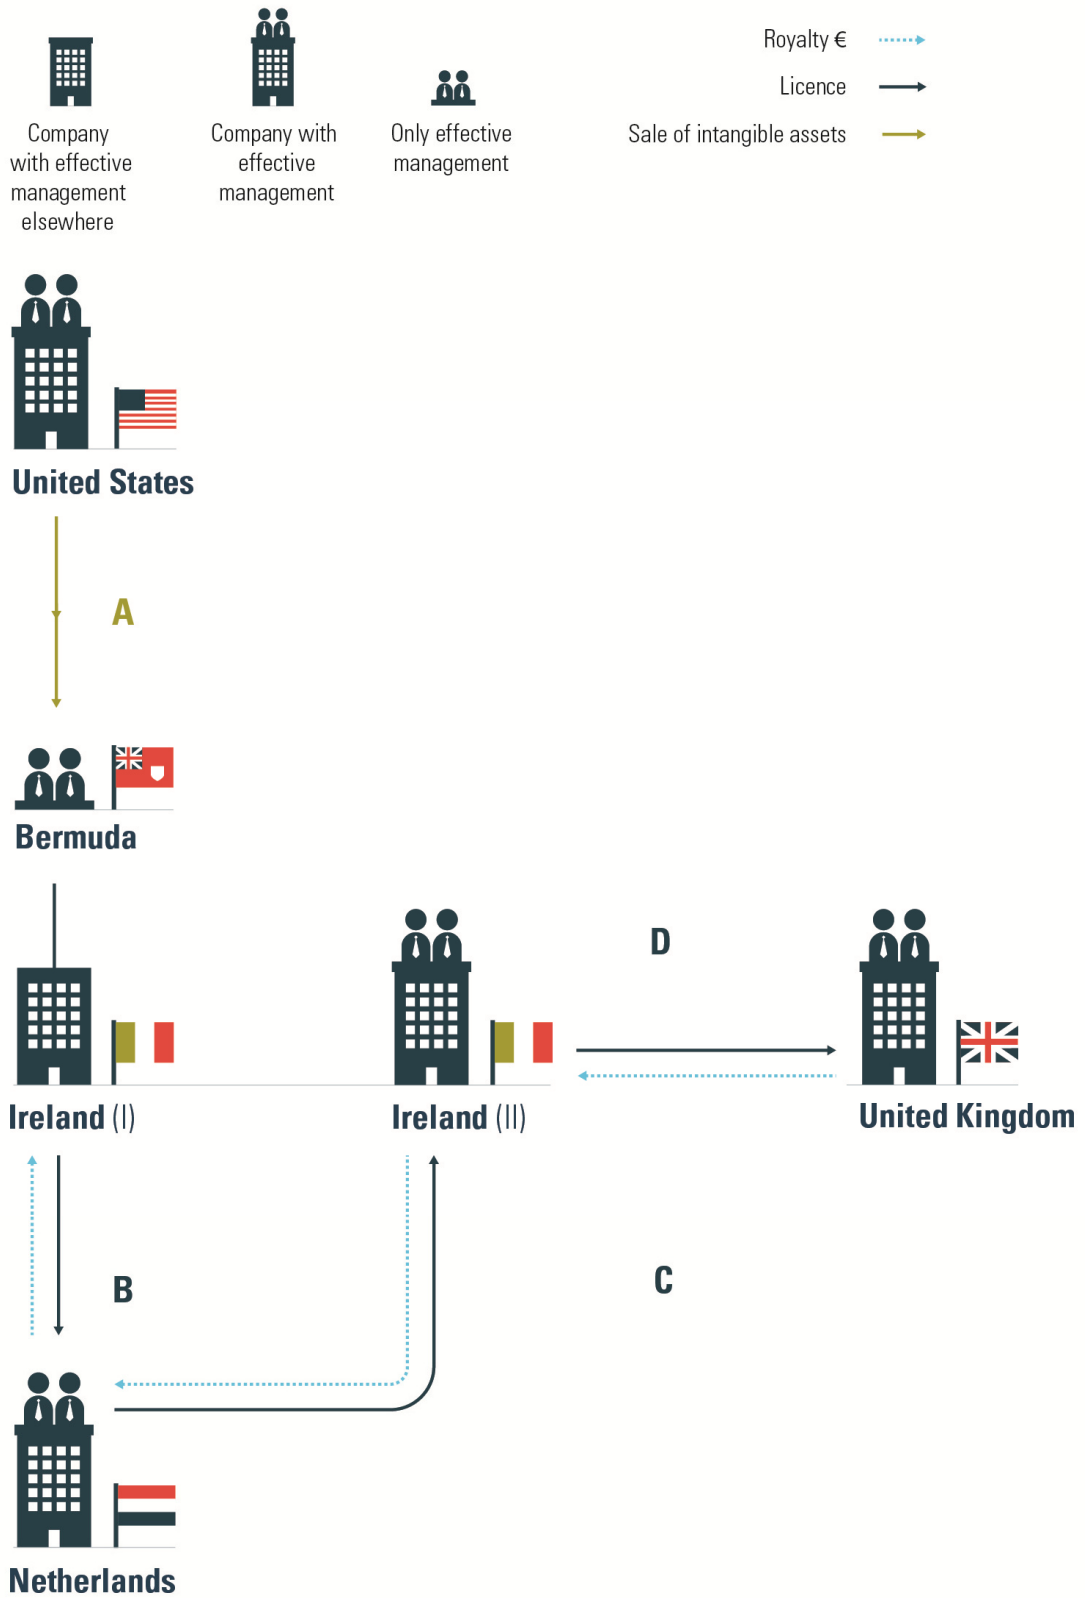 Company
with effective
management
elsewhere
Company with
effective
management
Only effective
management
Royalty €
Licence
Sale of intangible assets
United States
A
Bermuda
D
Ireland (I)
Ireland (II)
United Kingdom
B
C
Netherlands